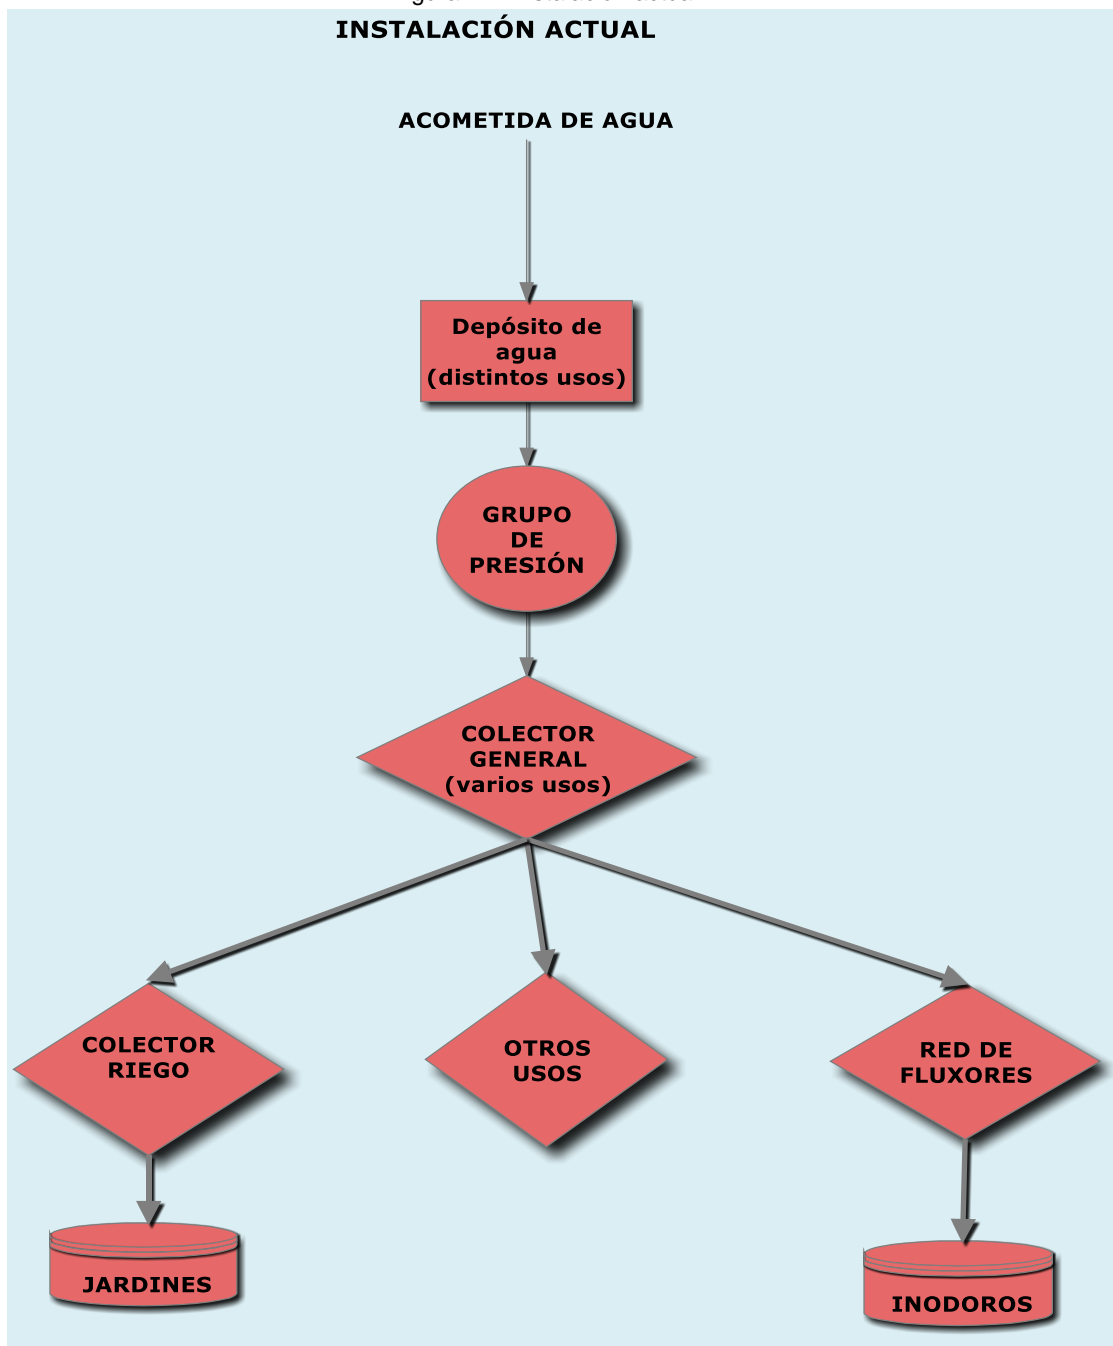 INSTALACIÓN ACTUAL
ACOMETIDA DE AGUA
Depósito de
agua
(distintos usos)
GRUPO
DE
PRESIÓN
COLECTOR
GENERAL
(varios usos)
COLECTOR
RIEGO
OTROS
USOS
RED DE
FLUXORES
JARDINES
INODOROS